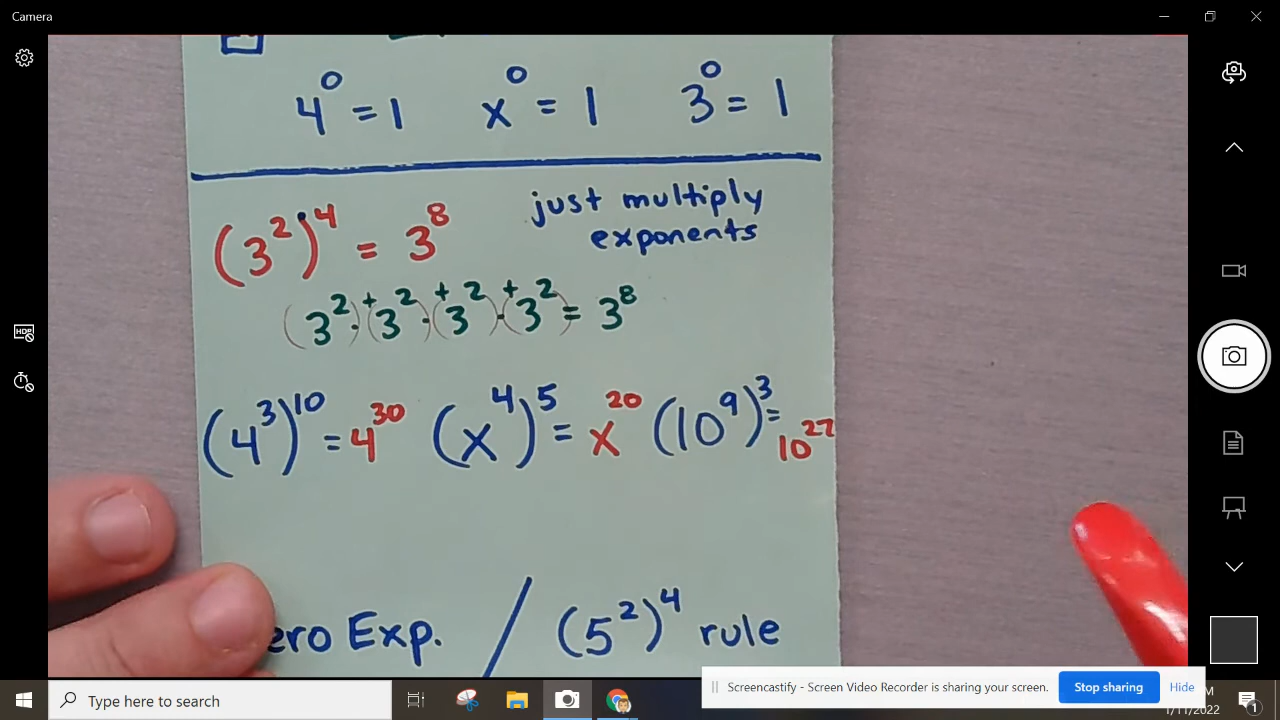 Camera
4⁰ = 1 x⁰ = 1 3⁰ = 1
(3²)⁴ = 3⁸
just multiply
exponents
(3²)·(3²)·(3²)·(3²) = 3⁸
+ + +
(4³)¹⁰ = 4³⁰ (x⁴)⁵ = x²⁰ (10⁹)³ = 10²⁷
ero Exp. / (5²)⁴ rule
Screencastify - Screen Video Recorder is sharing your screen.
Stop sharing
Hide
Type here to search
M
1/11/2022
1